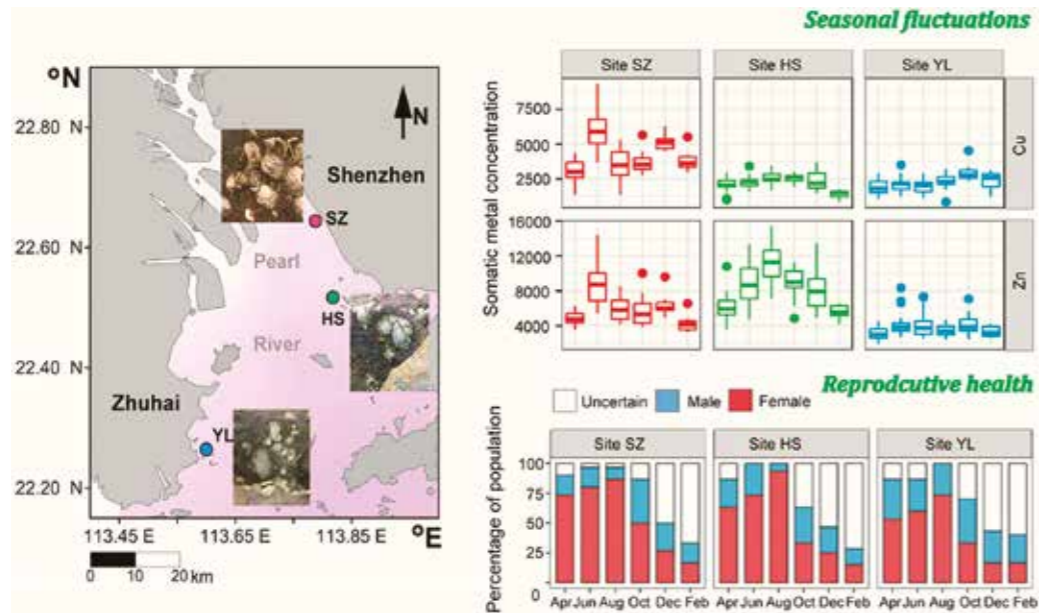 Seasonal fluctuations
°N
22.80 N
22.60 N
22.40 N
22.20 N
N
Shenzhen
SZ
Pearl
HS
River
Zhuhai
YL
113.45 E
113.65 E
113.85 E
°E
0 10 20 km
Site SZ
Site HS
Site YL
Somatic metal concentration
7500
5000
2500
Cu
16000
12000
8000
4000
Zn
Reprodcutive health
Uncertain
Male
Female
Site SZ
Site HS
Site YL
Percentage of population
100
75
50
25
0
Apr Jun Aug Oct Dec Feb
Apr Jun Aug Oct Dec Feb
Apr Jun Aug Oct Dec Feb